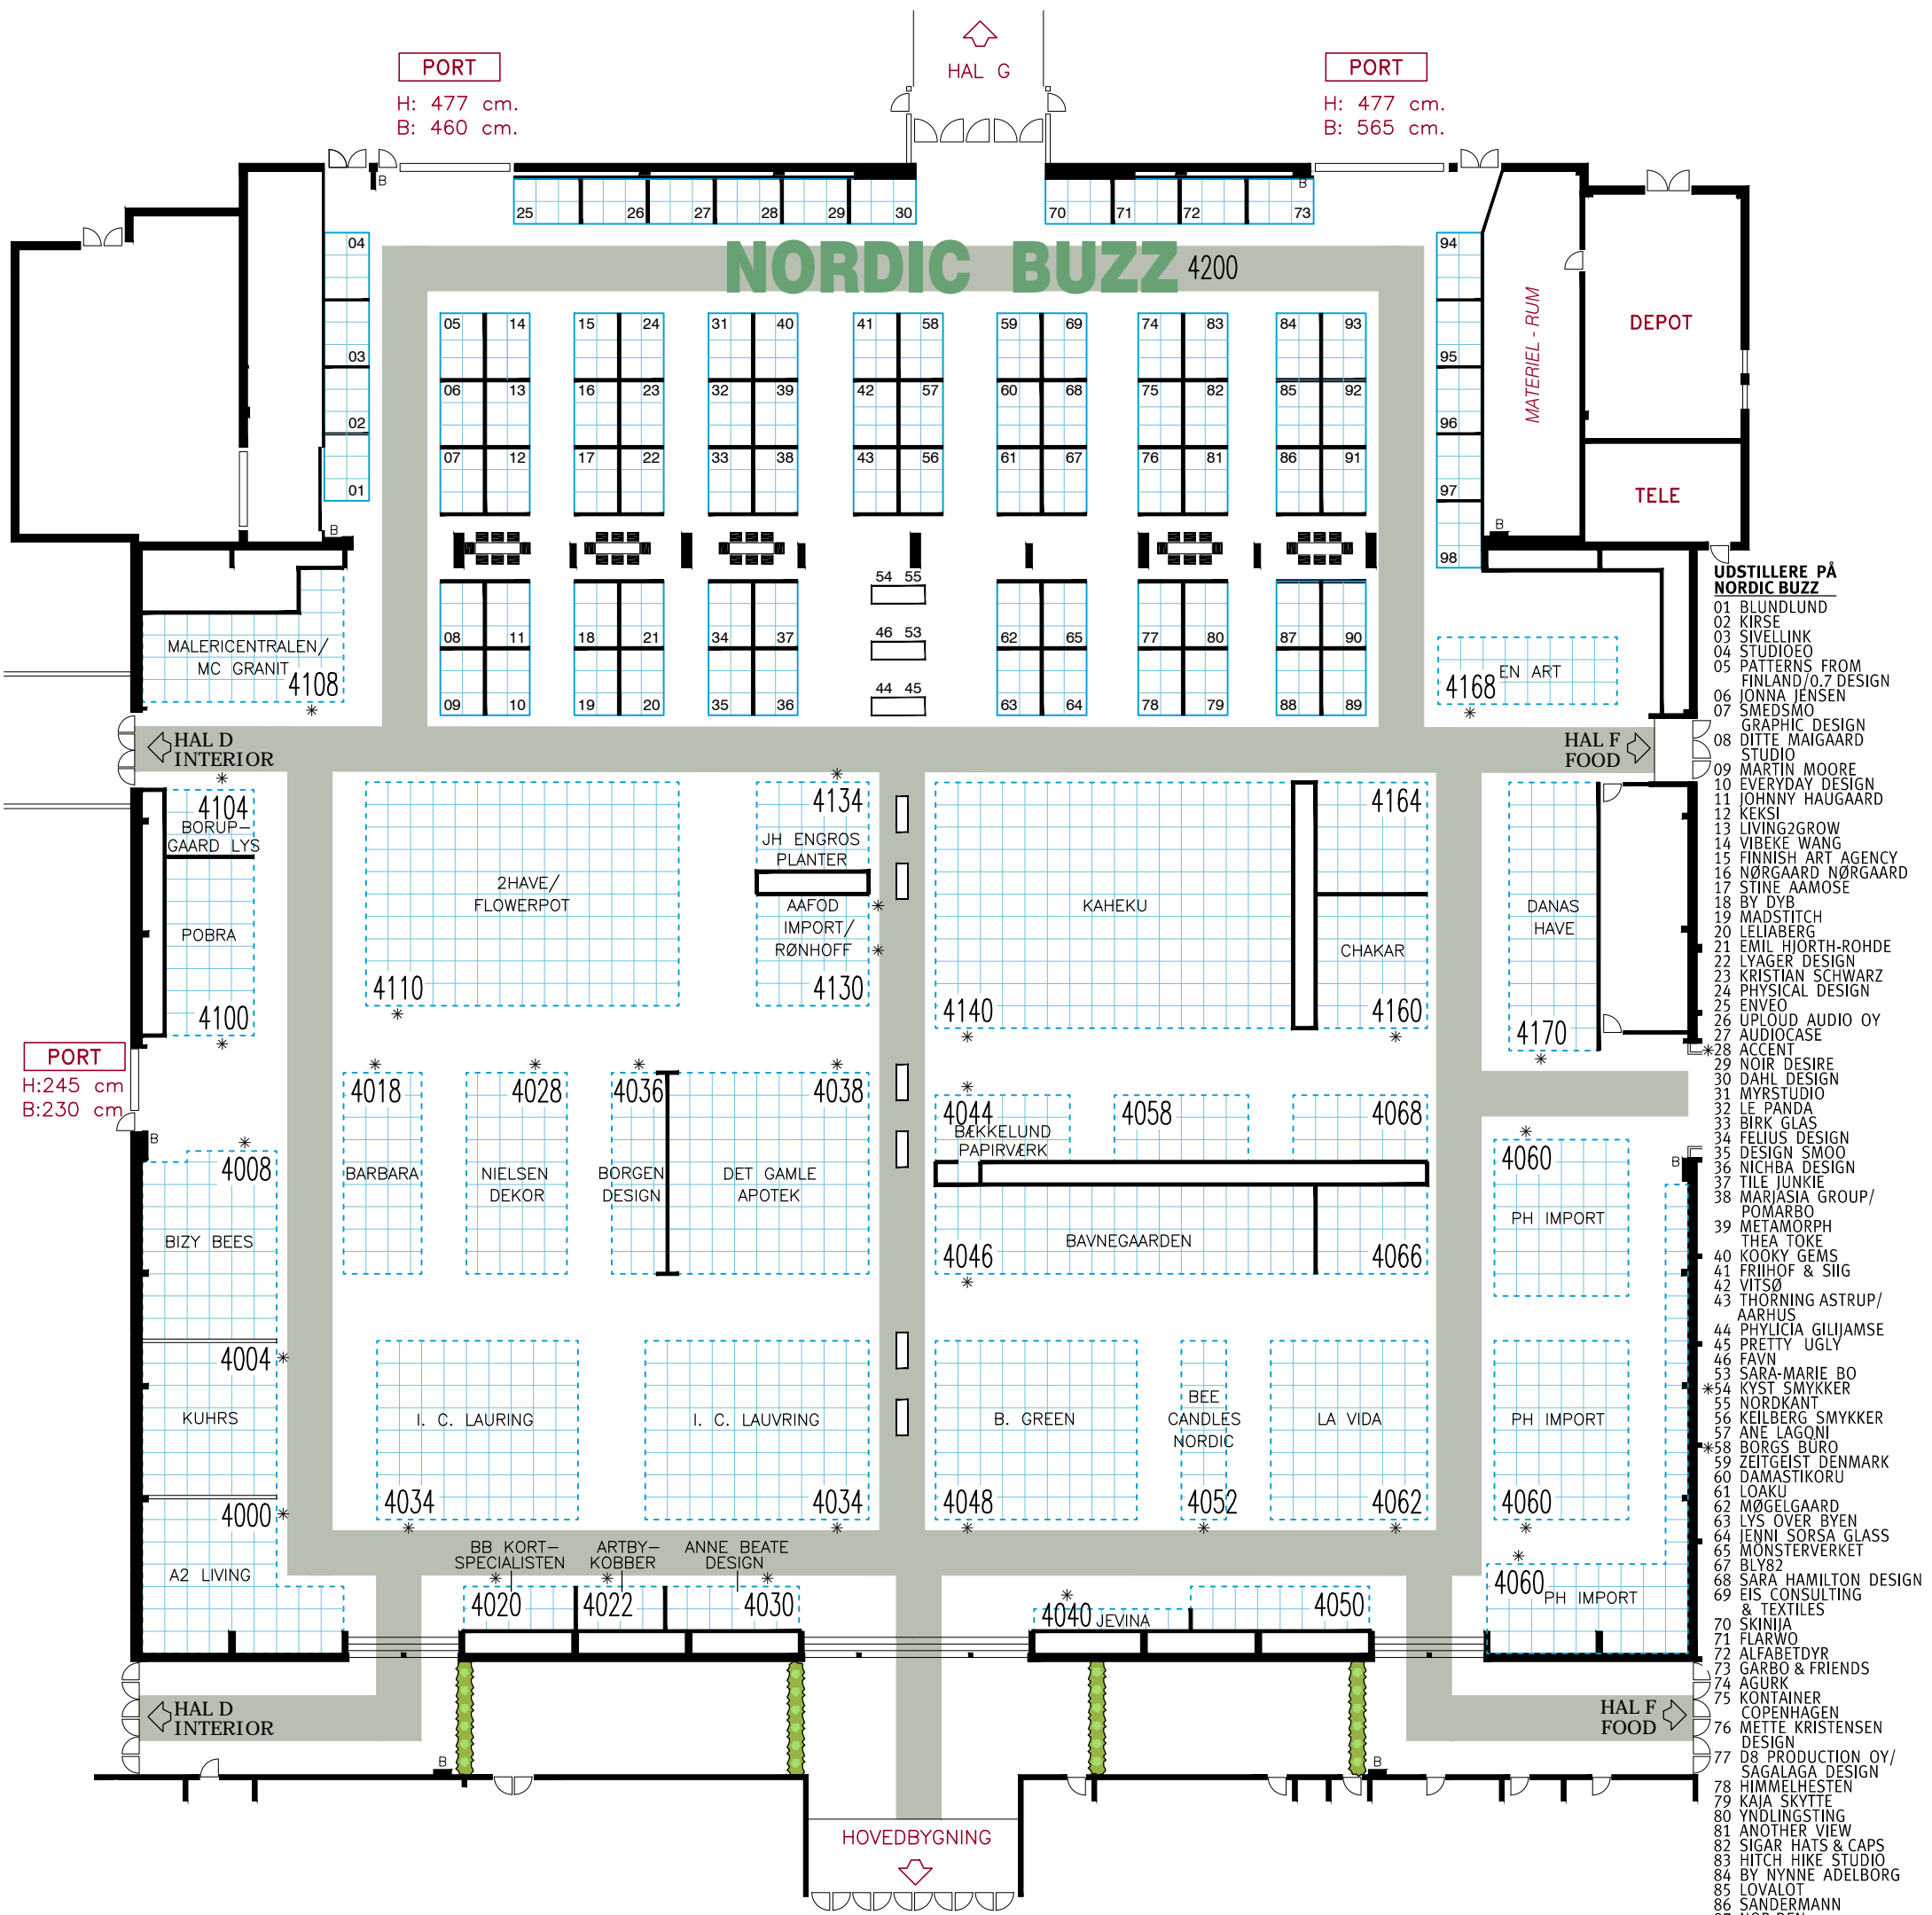 PORT
H: 477 cm.
B: 460 cm.
HAL G
PORT
H: 477 cm.
B: 565 cm.
B
B
25 26 27 28 29 30
70 71 72 73
NORDIC BUZZ 4200
04
03
02
01
B
94
95
96
97
98
B
MATERIEL - RUM
DEPOT
TELE
05 14 15 24 31 40 41 58 59 69 74 83 84 93
06 13 16 23 32 39 42 57 60 68 75 82 85 92
07 12 17 22 33 38 43 56 61 67 76 81 86 91
54 55
08 11 18 21 34 37 46 53 62 65 77 80 87 90
09 10 19 20 35 36 44 45 63 64 78 79 88 89
MALERICENTRALEN/
MC GRANIT
4108
*
EN ART
4168
*
HAL D
INTERIOR
HAL F
FOOD
*
4104
BORUP-
GAARD LYS
POBRA
4100
*
2HAVE/
FLOWERPOT
4110
*
*
4134
JH ENGROS
PLANTER
AAFOD
IMPORT/
RØNHOFF
4130
*
*
KAHEKU
4140
*
4164
CHAKAR
4160
*
DANAS
HAVE
4170
*
PORT
H:245 cm
B:230 cm
B
*
4018
BARBARA
*
4028
NIELSEN
DEKOR
*
4036
BORGEN
DESIGN
*
4038
DET GAMLE
APOTEK
*
4044
BÆKKELUND
PAPIRVÆRK
4058
4068
BAVNEGAARDEN
4046
*
4066
*
4060
PH IMPORT
B
*
4008
BIZY BEES
4004 *
KUHRS
4000 *
A2 LIVING
I. C. LAURING
4034
*
I. C. LAUVRING
4034
*
B. GREEN
4048
*
BEE
CANDLES
NORDIC
4052
*
LA VIDA
4062
*
PH IMPORT
4060
*
*
4060
PH IMPORT
BB KORT-
SPECIALISTEN
*
4020
ARTBY-
KOBBER
*
4022
ANNE BEATE
DESIGN
*
4030
*
4040 JEVINA
4050
HAL D
INTERIOR
HAL F
FOOD
B
B
HOVEDBYGNING
UDSTILLERE PÅ
NORDIC BUZZ
01 BLUNDLUND
02 KIRSE
03 SIVELLINK
04 STUDIOEO
05 PATTERNS FROM
FINLAND/0.7 DESIGN
06 JONNA JENSEN
07 SMEDSMO
GRAPHIC DESIGN
08 DITTE MAIGAARD
STUDIO
09 MARTIN MOORE
10 EVERYDAY DESIGN
11 JOHNNY HAUGAARD
12 KEKSI
13 LIVING2GROW
14 VIBEKE WANG
15 FINNISH ART AGENCY
16 NØRGAARD NØRGAARD
17 STINE AAMOSE
18 BY DYB
19 MADSTITCH
20 LELIABERG
21 EMIL HJORTH-ROHDE
22 LYAGER DESIGN
23 KRISTIAN SCHWARZ
24 PHYSICAL DESIGN
25 ENVEO
26 UPLOUD AUDIO OY
27 AUDIOCASE
*28 ACCENT
29 NOIR DESIRE
30 DAHL DESIGN
31 MYRSTUDIO
32 LE PANDA
33 BIRK GLAS
34 FELIUS DESIGN
35 DESIGN SMOO
36 NICHBA DESIGN
37 TILE JUNKIE
38 MARJASIA GROUP/
POMARBO
39 METAMORPH
THEA TOKE
40 KOOKY GEMS
41 FRIIHOF & SIIG
42 VITSØ
43 THORNING ASTRUP/
AARHUS
44 PHYLICIA GILIJAMSE
45 PRETTY UGLY
46 FAVN
53 SARA-MARIE BO
*54 KYST SMYKKER
55 NORDKANT
56 KEILBERG SMYKKER
57 ANE LAGONI
*58 BORGS BÜRO
59 ZEITGEIST DENMARK
60 DAMASTIKORU
61 LOAKU
62 MØGELGAARD
63 LYS OVER BYEN
64 JENNI SORSA GLASS
65 MONSTERVERKET
67 BLY82
68 SARA HAMILTON DESIGN
69 EIS CONSULTING
& TEXTILES
70 SKINIJA
71 FLARWO
72 ALFABETDYR
73 GARBO & FRIENDS
74 AGURK
75 KONTAINER
COPENHAGEN
76 METTE KRISTENSEN
DESIGN
77 D8 PRODUCTION OY/
SAGALAGA DESIGN
78 HIMMELHESTEN
79 KAJA SKYTTE
80 YNDLINGSTING
81 ANOTHER VIEW
82 SIGAR HATS & CAPS
83 HITCH HIKE STUDIO
84 BY NYNNE ADELBORG
85 LOVALOT
86 SANDERMANN